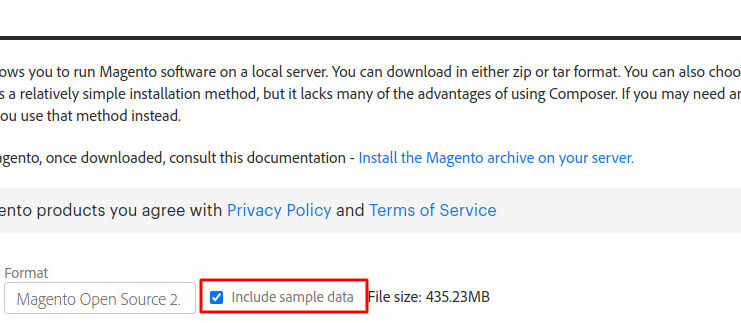 ows you to run Magento software on a local server. You can download in either zip or tar format. You can also choo
s a relatively simple installation method, but it lacks many of the advantages of using Composer. If you may need an
ou use that method instead.
agento, once downloaded, consult this documentation - Install the Magento archive on your server.
ento products you agree with Privacy Policy and Terms of Service
Format
Magento Open Source 2. Include sample data File size: 435.23MB